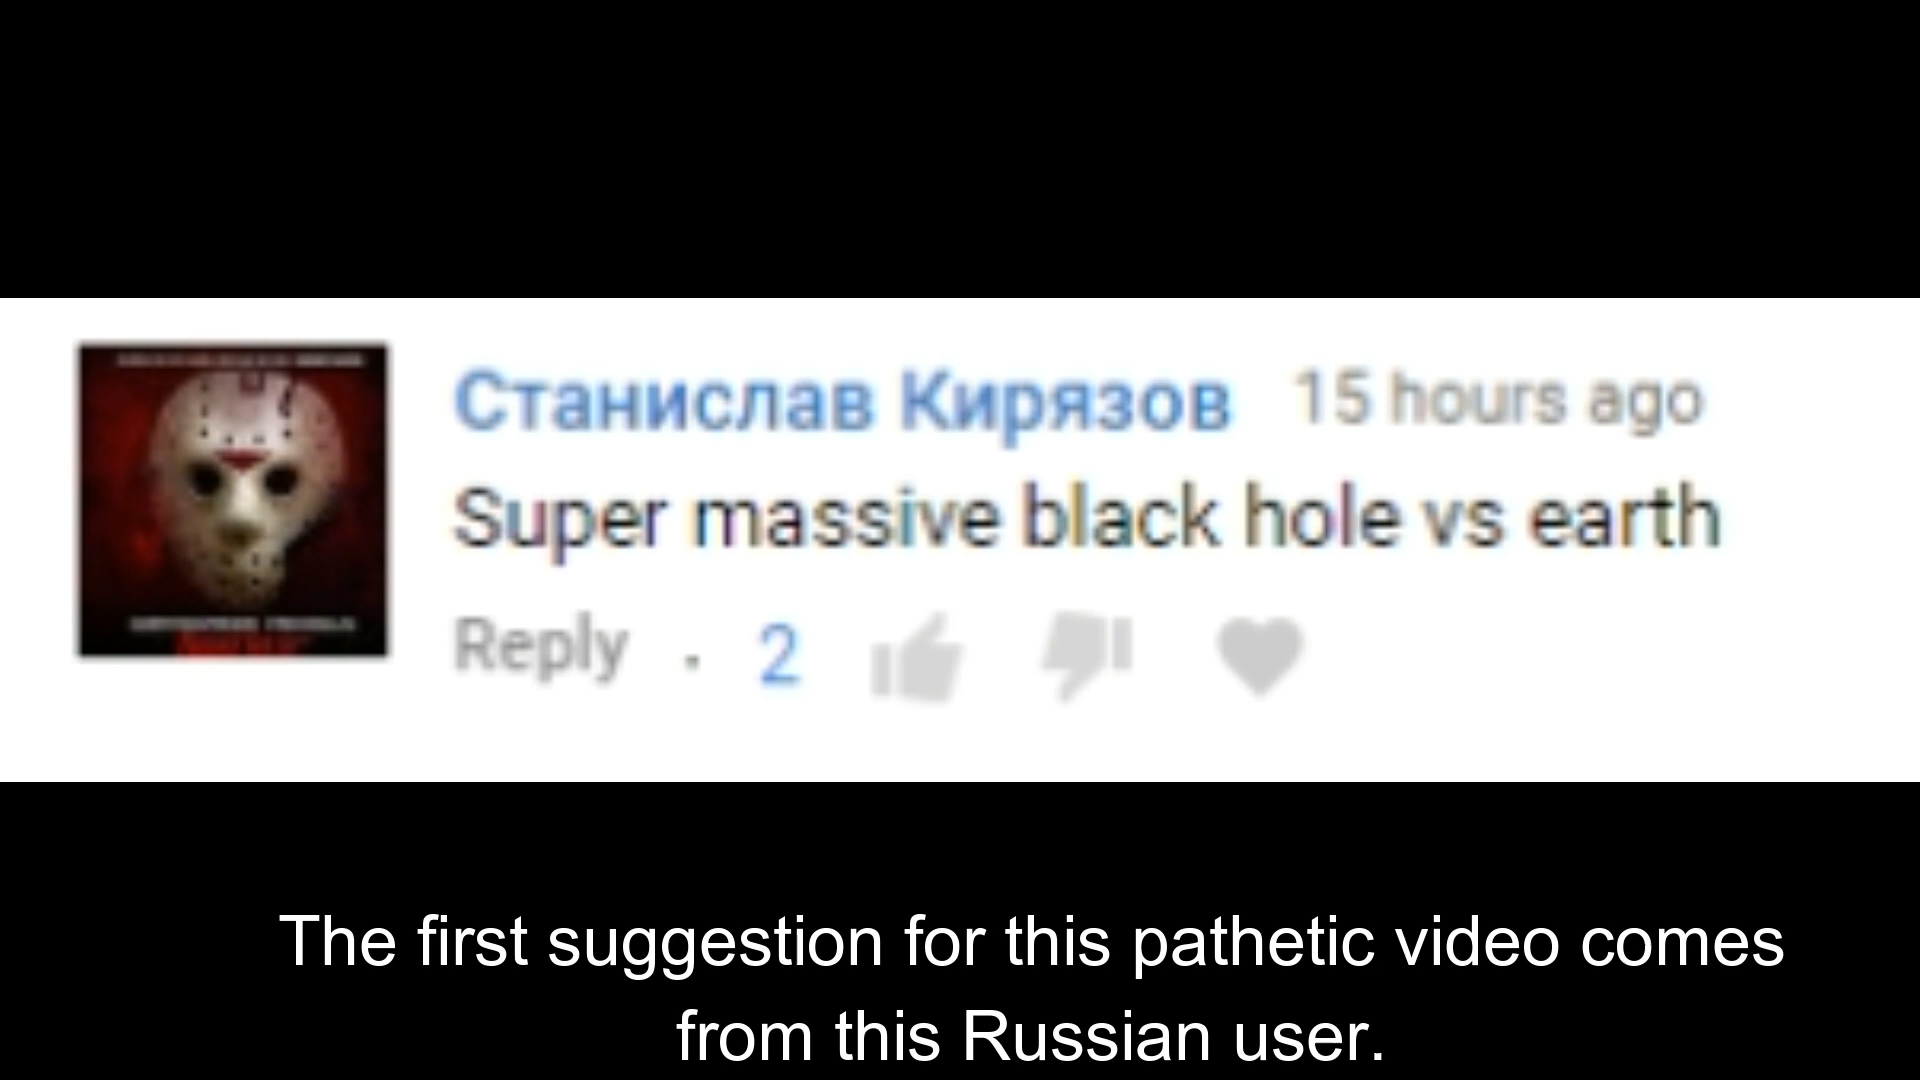 Станислав Кирязов 15 hours ago
Super massive black hole vs earth
Reply · 2
The first suggestion for this pathetic video comes
from this Russian user.